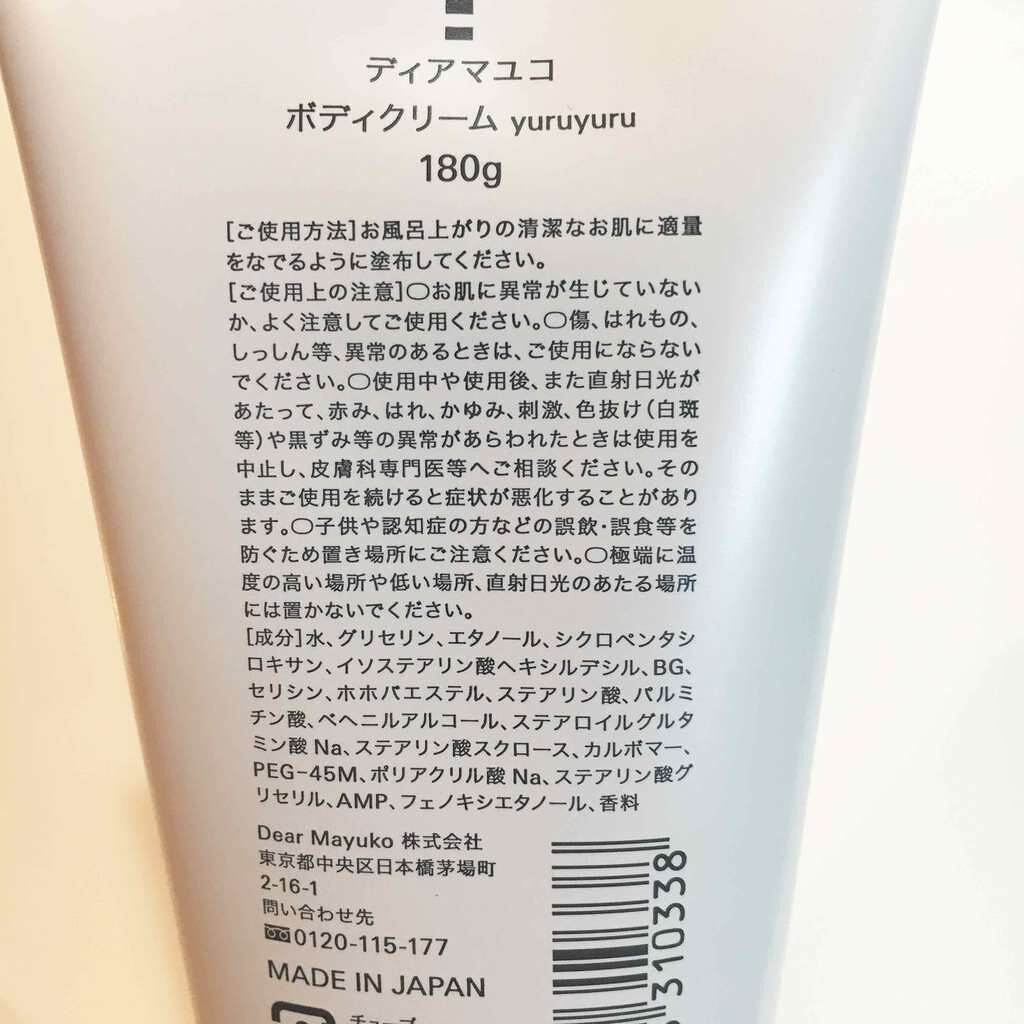 ディアマユコ
ボディクリーム yuruyuru
180g
[ご使用方法]お風呂上がりの清潔なお肌に適量
をなでるように塗布してください。
[ご使用上の注意]○お肌に異常が生じていない
か、よく注意してご使用ください。○傷、はれもの、
しっしん等、異常のあるときは、ご使用にならない
でください。○使用中や使用後、また直射日光が
あたって、赤み、はれ、かゆみ、刺激、色抜け(白斑
等)や黒ずみ等の異常があらわれたときは使用を
中止し、皮膚科専門医等へご相談ください。その
ままご使用を続けると症状が悪化することがあり
ます。○子供や認知症の方などの誤飲・誤食等を
防ぐため置き場所にご注意ください。○極端に温
度の高い場所や低い場所、直射日光のあたる場所
には置かないでください。
[成分]水、グリセリン、エタノール、シクロペンタシ
ロキサン、イソステアリン酸ヘキシルデシル、BG、
セリシン、ホホバエステル、ステアリン酸、パルミ
チン酸、ベヘニルアルコール、ステアロイルグルタ
ミン酸 Na、ステアリン酸スクロース、カルボマー、
PEG-45M、ポリアクリル酸 Na、ステアリン酸グ
リセリル、AMP、フェノキシエタノール、香料
Dear Mayuko 株式会社
東京都中央区日本橋茅場町
2-16-1
問い合わせ先
0120-115-177
MADE IN JAPAN
チューブ
310338